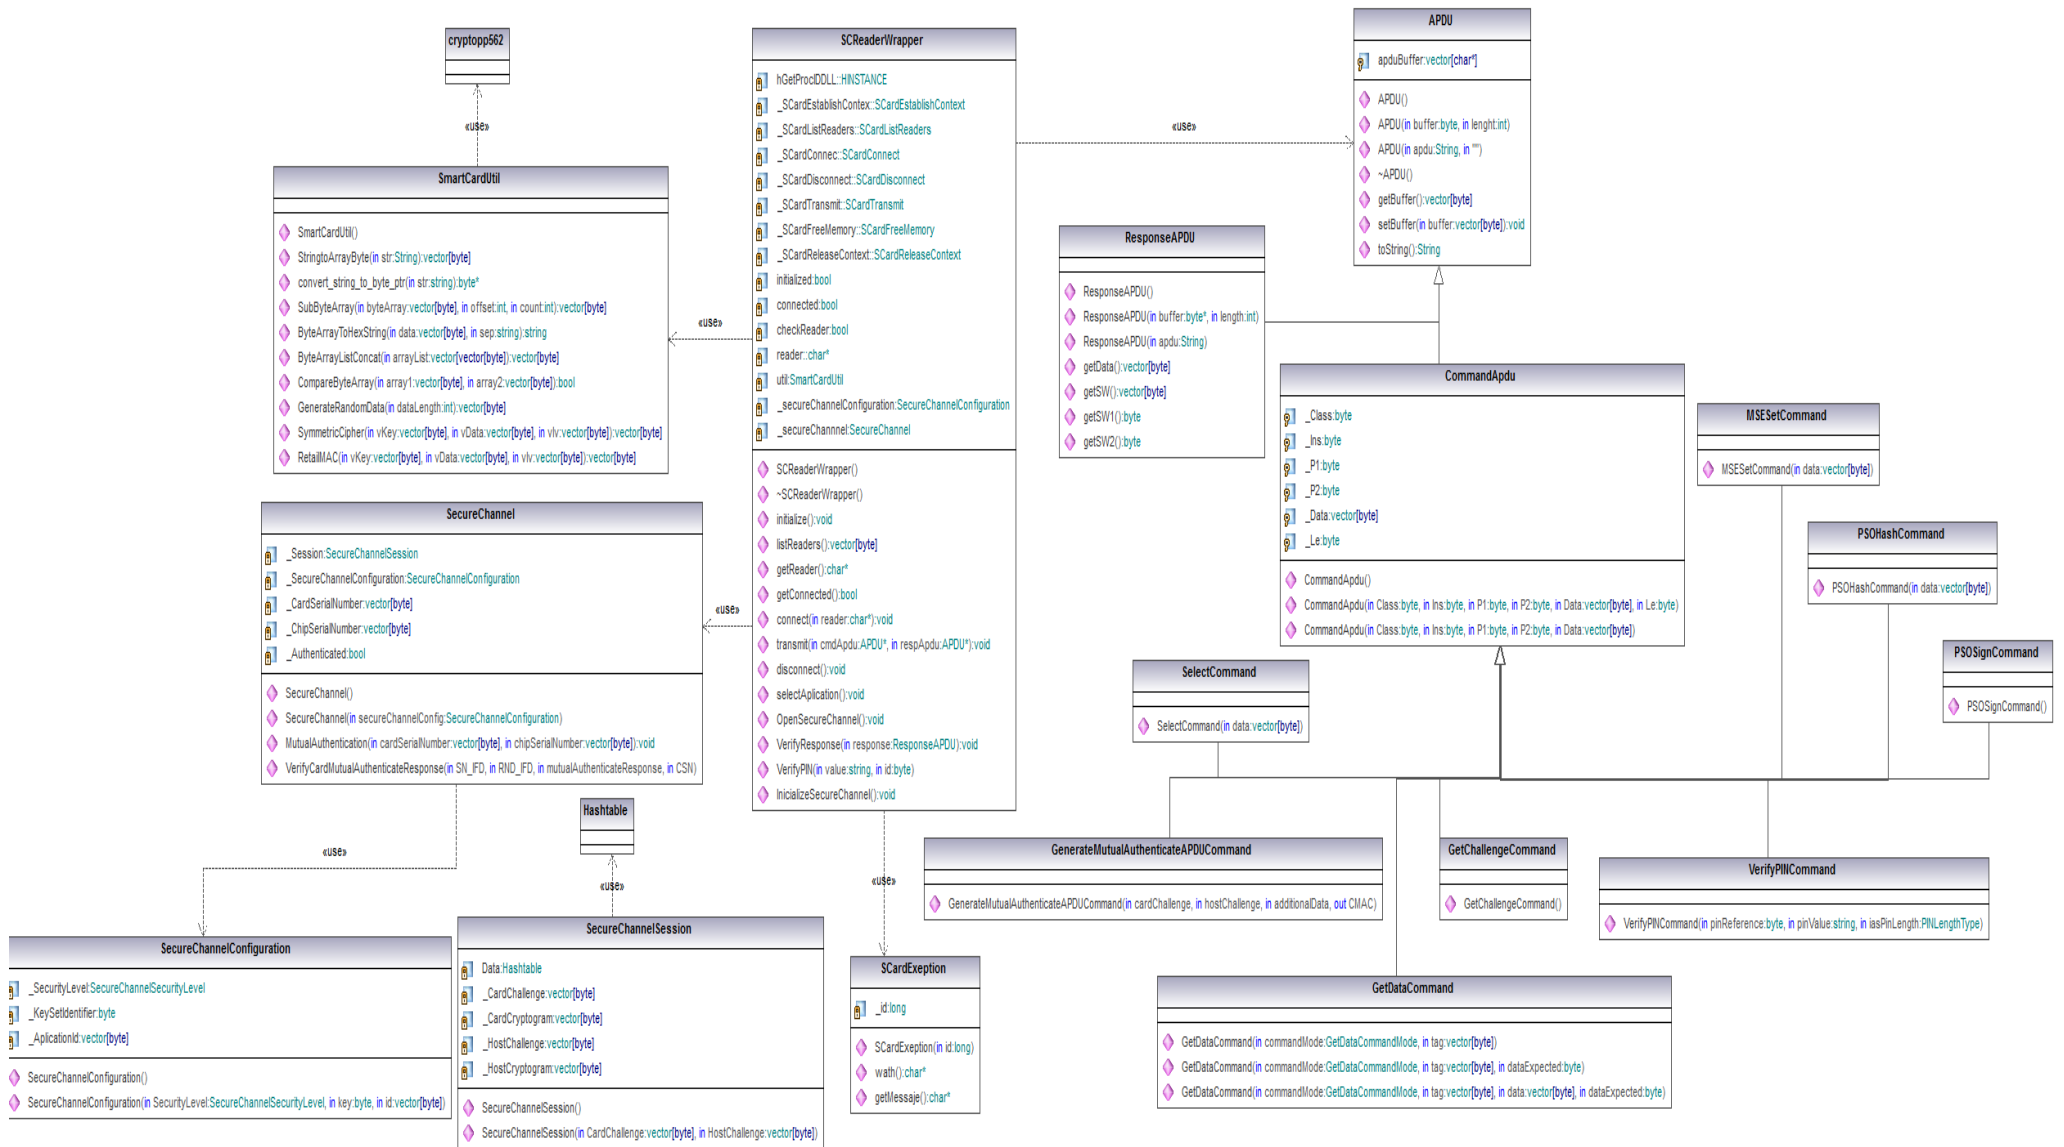 cryptopp562
«use»
SmartCardUtil
SmartCardUtil()
StringtoArrayByte(in str:String):vector[byte]
convert_string_to_byte_ptr(in str:string):byte*
SubByteArray(in byteArray:vector[byte], in offset:int, in count:int):vector[byte]
ByteArrayToHexString(in data:vector[byte], in sep:string):string
ByteArrayListConcat(in arrayList:vector[vector[byte]]):vector[byte]
CompareByteArray(in array1:vector[byte], in array2:vector[byte]):bool
GenerateRandomData(in dataLength:int):vector[byte]
SymmetricCipher(in vKey:vector[byte], in vData:vector[byte], in vIv:vector[byte]):vector[byte]
RetailMAC(in vKey:vector[byte], in vData:vector[byte], in vIv:vector[byte]):vector[byte]
SecureChannel
_Session:SecureChannelSession
_SecureChannelConfiguration:SecureChannelConfiguration
_CardSerialNumber:vector[byte]
_ChipSerialNumber:vector[byte]
_Authenticated:bool
SecureChannel()
SecureChannel(in secureChannelConfig:SecureChannelConfiguration)
MutualAuthentication(in cardSerialNumber:vector[byte], in chipSerialNumber:vector[byte]):void
VerifyCardMutualAuthenticateResponse(in SN_IFD, in RND_IFD, in mutualAuthenticateResponse, in CSN)
«use»
SecureChannelConfiguration
_SecurityLevel:SecureChannelSecurityLevel
_KeySetIdentifier:byte
_AplicationId:vector[byte]
SecureChannelConfiguration()
SecureChannelConfiguration(in SecurityLevel:SecureChannelSecurityLevel, in key:byte, in id:vector[byte])
Hashtable
«use»
SecureChannelSession
Data:Hashtable
_CardChallenge:vector[byte]
_CardCryptogram:vector[byte]
_HostChallenge:vector[byte]
_HostCryptogram:vector[byte]
SecureChannelSession()
SecureChannelSession(in CardChallenge:vector[byte], in HostChallenge:vector[byte])
SCReaderWrapper
hGetProcIDDLL::HINSTANCE
_SCardEstablishContex::SCardEstablishContext
_SCardListReaders::SCardListReaders
_SCardConnec::SCardConnect
_SCardDisconnect::SCardDisconnect
_SCardTransmit::SCardTransmit
_SCardFreeMemory::SCardFreeMemory
_SCardReleaseContext::SCardReleaseContext
initialized:bool
connected:bool
checkReader:bool
reader::char*
util:SmartCardUtil
_secureChannelConfiguration:SecureChannelConfiguration
_secureChannnel:SecureChannel
SCReaderWrapper()
~SCReaderWrapper()
initialize():void
listReaders():vector[byte]
getReader():char*
getConnected():bool
connect(in reader:char*):void
transmit(in cmdApdu:APDU*, in respApdu:APDU*):void
disconnect():void
selectAplication():void
OpenSecureChannel():void
VerifyResponse(in response:ResponseAPDU):void
VerifyPIN(in value:string, in id:byte)
InicializeSecureChannel():void
«use»
«use»
«use»
«use»
SCardExeption
_id:long
SCardExeption(in id:long)
wath():char*
getMessaje():char*
APDU
apduBuffer:vector[char*]
APDU()
APDU(in buffer:byte, in lenght:int)
APDU(in apdu:String, in "")
~APDU()
getBuffer():vector[byte]
setBuffer(in buffer:vector[byte]):void
toString():String
ResponseAPDU
ResponseAPDU()
ResponseAPDU(in buffer:byte*, in length:int)
ResponseAPDU(in apdu:String)
getData():vector[byte]
getSW():vector[byte]
getSW1():byte
getSW2():byte
CommandApdu
_Class:byte
_Ins:byte
_P1:byte
_P2:byte
_Data:vector[byte]
_Le:byte
CommandApdu()
CommandApdu(in Class:byte, in Ins:byte, in P1:byte, in P2:byte, in Data:vector[byte], in Le:byte)
CommandApdu(in Class:byte, in Ins:byte, in P1:byte, in P2:byte, in Data:vector[byte])
MSESetCommand
MSESetCommand(in data:vector[byte])
PSOHashCommand
PSOHashCommand(in data:vector[byte])
PSOSignCommand
PSOSignCommand()
SelectCommand
SelectCommand(in data:vector[byte])
GenerateMutualAuthenticateAPDUCommand
GenerateMutualAuthenticateAPDUCommand(in cardChallenge, in hostChallenge, in additionalData, out CMAC)
GetChallengeCommand
GetChallengeCommand()
VerifyPINCommand
VerifyPINCommand(in pinReference:byte, in pinValue:string, in iasPinLength:PINLengthType)
GetDataCommand
GetDataCommand(in commandMode:GetDataCommandMode, in tag:vector[byte])
GetDataCommand(in commandMode:GetDataCommandMode, in tag:vector[byte], in dataExpected:byte)
GetDataCommand(in commandMode:GetDataCommandMode, in tag:vector[byte], in data:vector[byte], in dataExpected:byte)